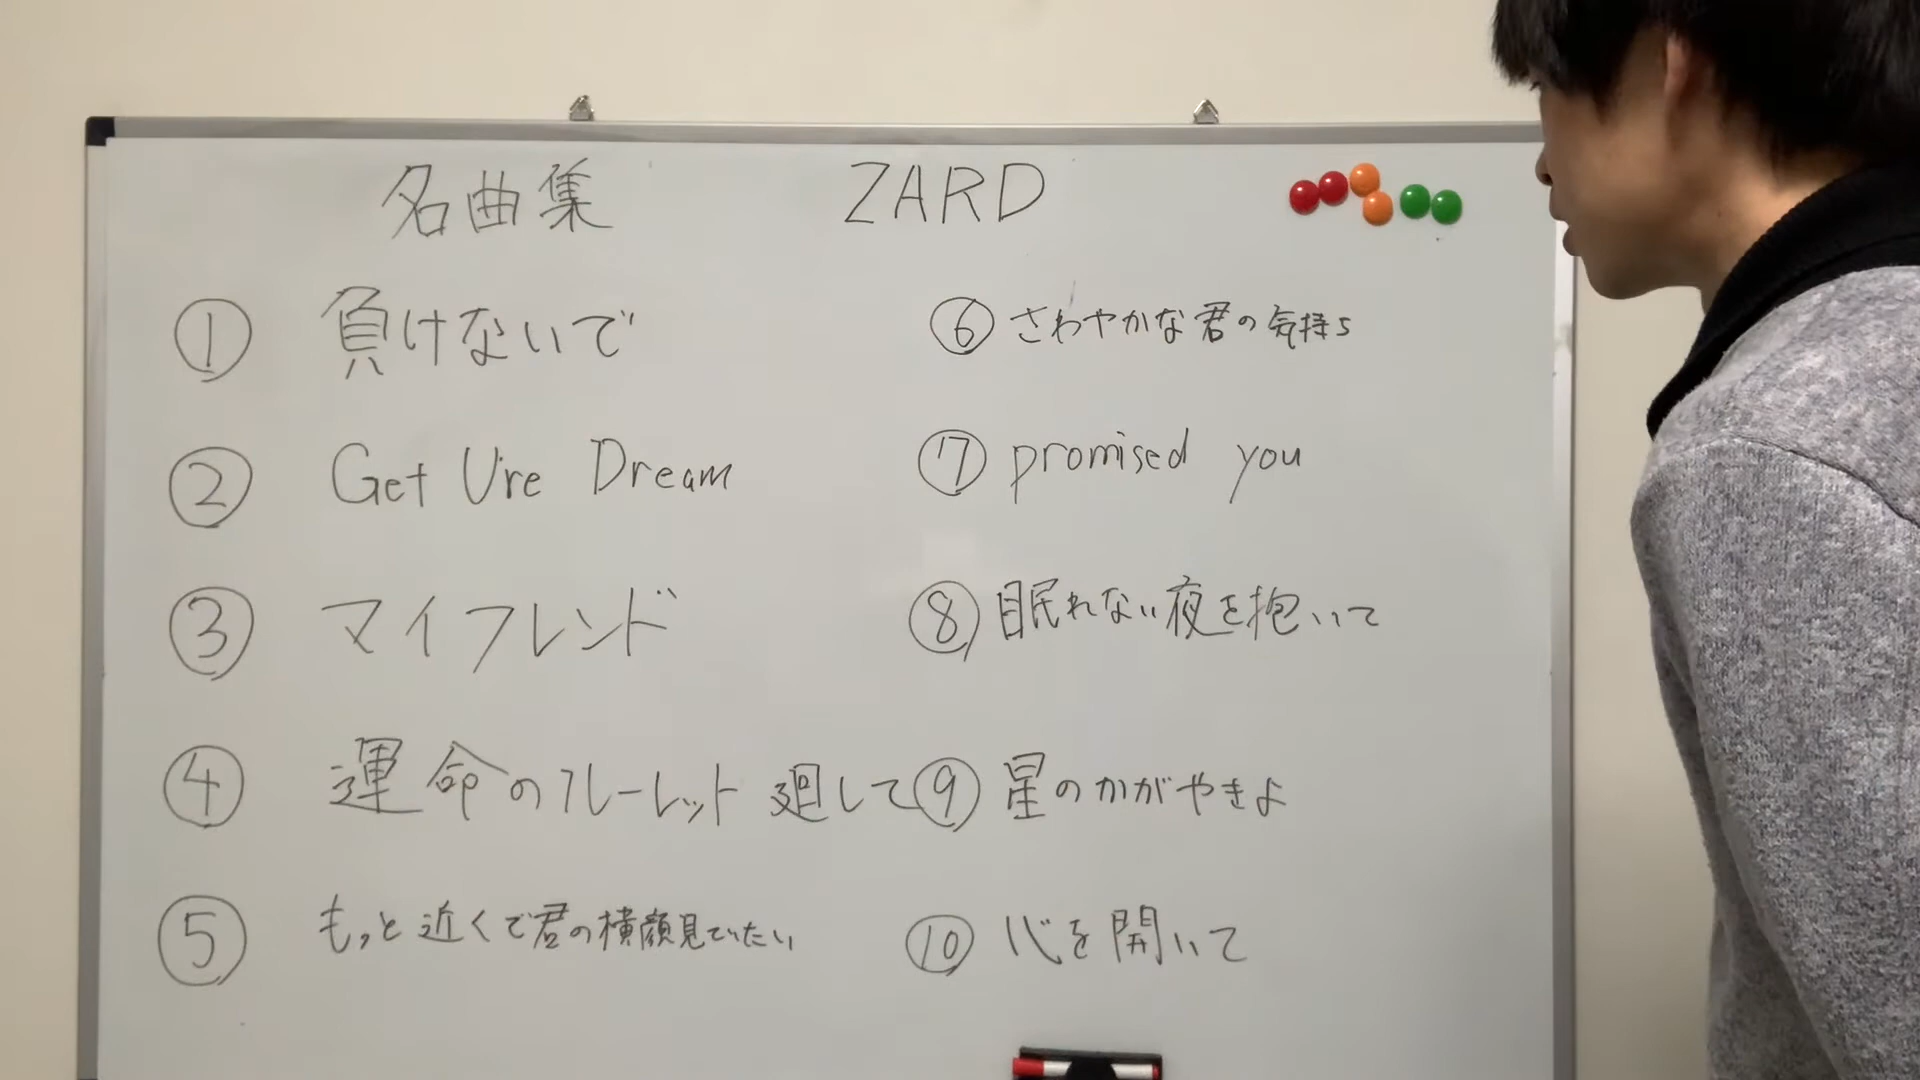 名曲集 ZARD
① 負けないで
② Get U're Dream
③ マイフレンド
④ 運命のルーレット廻して
⑤ もっと近くで君の横顔見ていたい
⑥ さわやかな君の気持ち
⑦ promised you
⑧ 眠れない夜を抱いて
⑨ 星のかがやきよ
⑩ 心を開いて